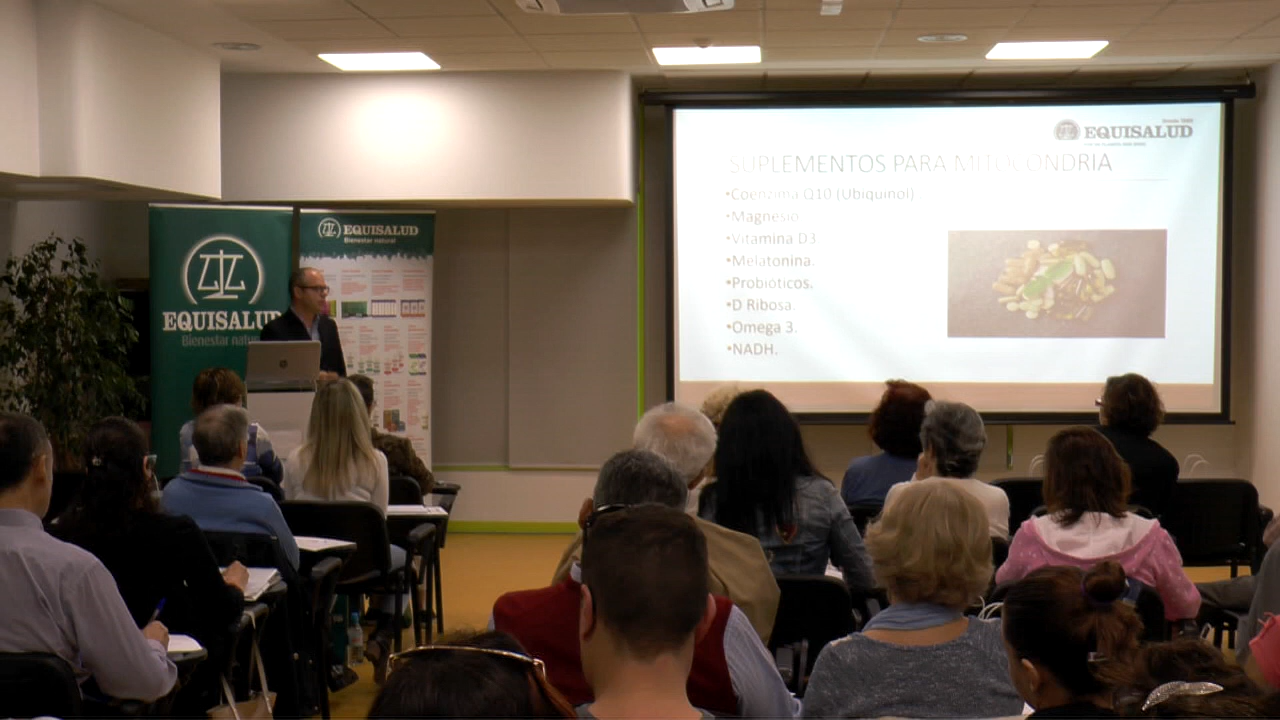 EQUISALUD
Bienestar natu
EQUISALUD
Bienestar natural
EQUISALUD
SUPLEMENTOS PARA MITOCONDRIA
•Coenzima Q10 (Ubiquinol)
•Magnesio
•Vitamina D3
•Melatonina.
•Probióticos.
•D Ribosa.
•Omega 3.
•NADH.